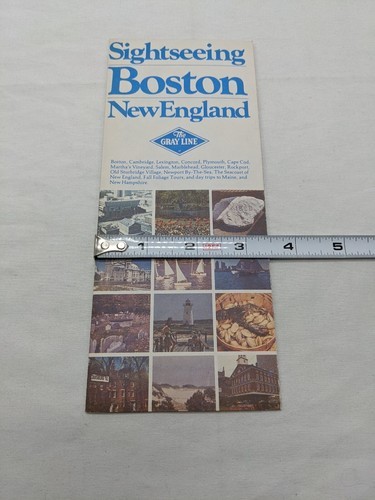 Sightseeing
Boston
New England
The
GRAY LINE
Boston, Cambridge, Lexington, Concord, Plymouth, Cape Cod,
Martha's Vineyard, Salem, Marblehead, Gloucester, Rockport,
Old Sturbridge Village, Newport By-The-Sea, The Seacoast of
New England, Fall Foliage Tours, and day trips to Maine, and
New Hampshire.
1 2 3 4 5